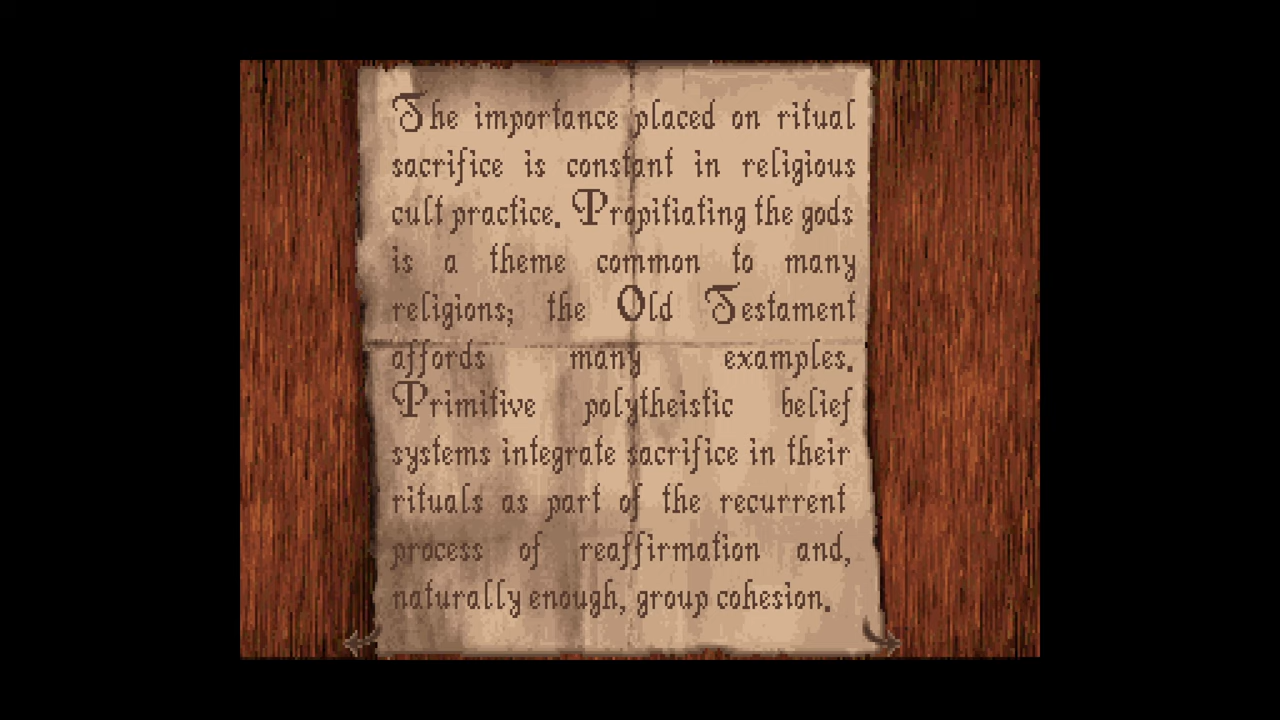 The importance placed on ritual
sacrifice is constant in religious
cult practice. Propitiating the gods
is a theme common to many
religions; the Old Testament
affords many examples.
Primitive polytheistic belief
systems integrate sacrifice in their
rituals as part of the recurrent
process of reaffirmation and,
naturally enough, group cohesion.